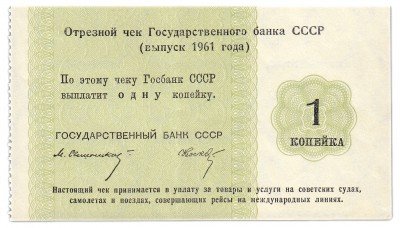 Отрезной чек Государственного банка СССР
(выпуск 1961 года)
По этому чеку Госбанк СССР
выплатит одну копейку.
1
КОПЕЙКА
ГОСУДАРСТВЕННЫЙ БАНК СССР
Настоящий чек принимается в уплату за товары и услуги на советских судах,
самолетах и поездах, совершающих рейсы на международных линиях.